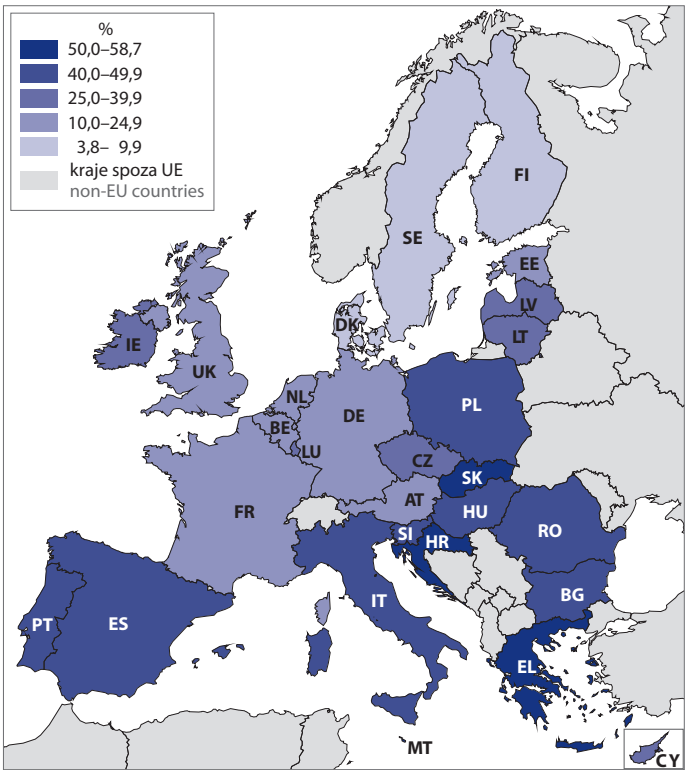 %
50,0–58,7
40,0–49,9
25,0–39,9
10,0–24,9
3,8– 9,9
kraje spoza UE
non-EU countries
FI
SE
EE
LV
DK
LT
IE
UK
NL
PL
DE
BE
LU
CZ
SK
AT
HU
FR
SI
HR
RO
BG
IT
PT
ES
EL
MT
CY